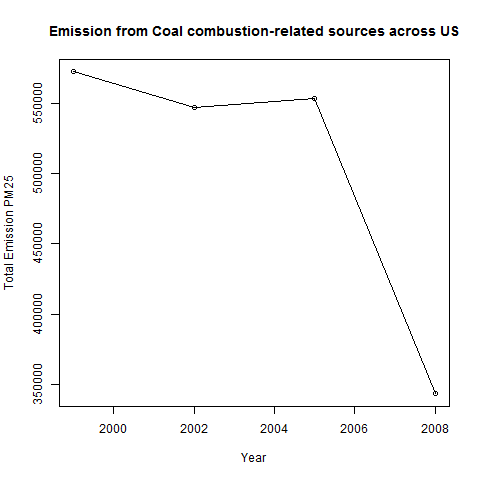 Emission from Coal combustion-related sources across US
Total Emission PM25
550000
500000
450000
400000
350000
2000 2002 2004 2006 2008
Year